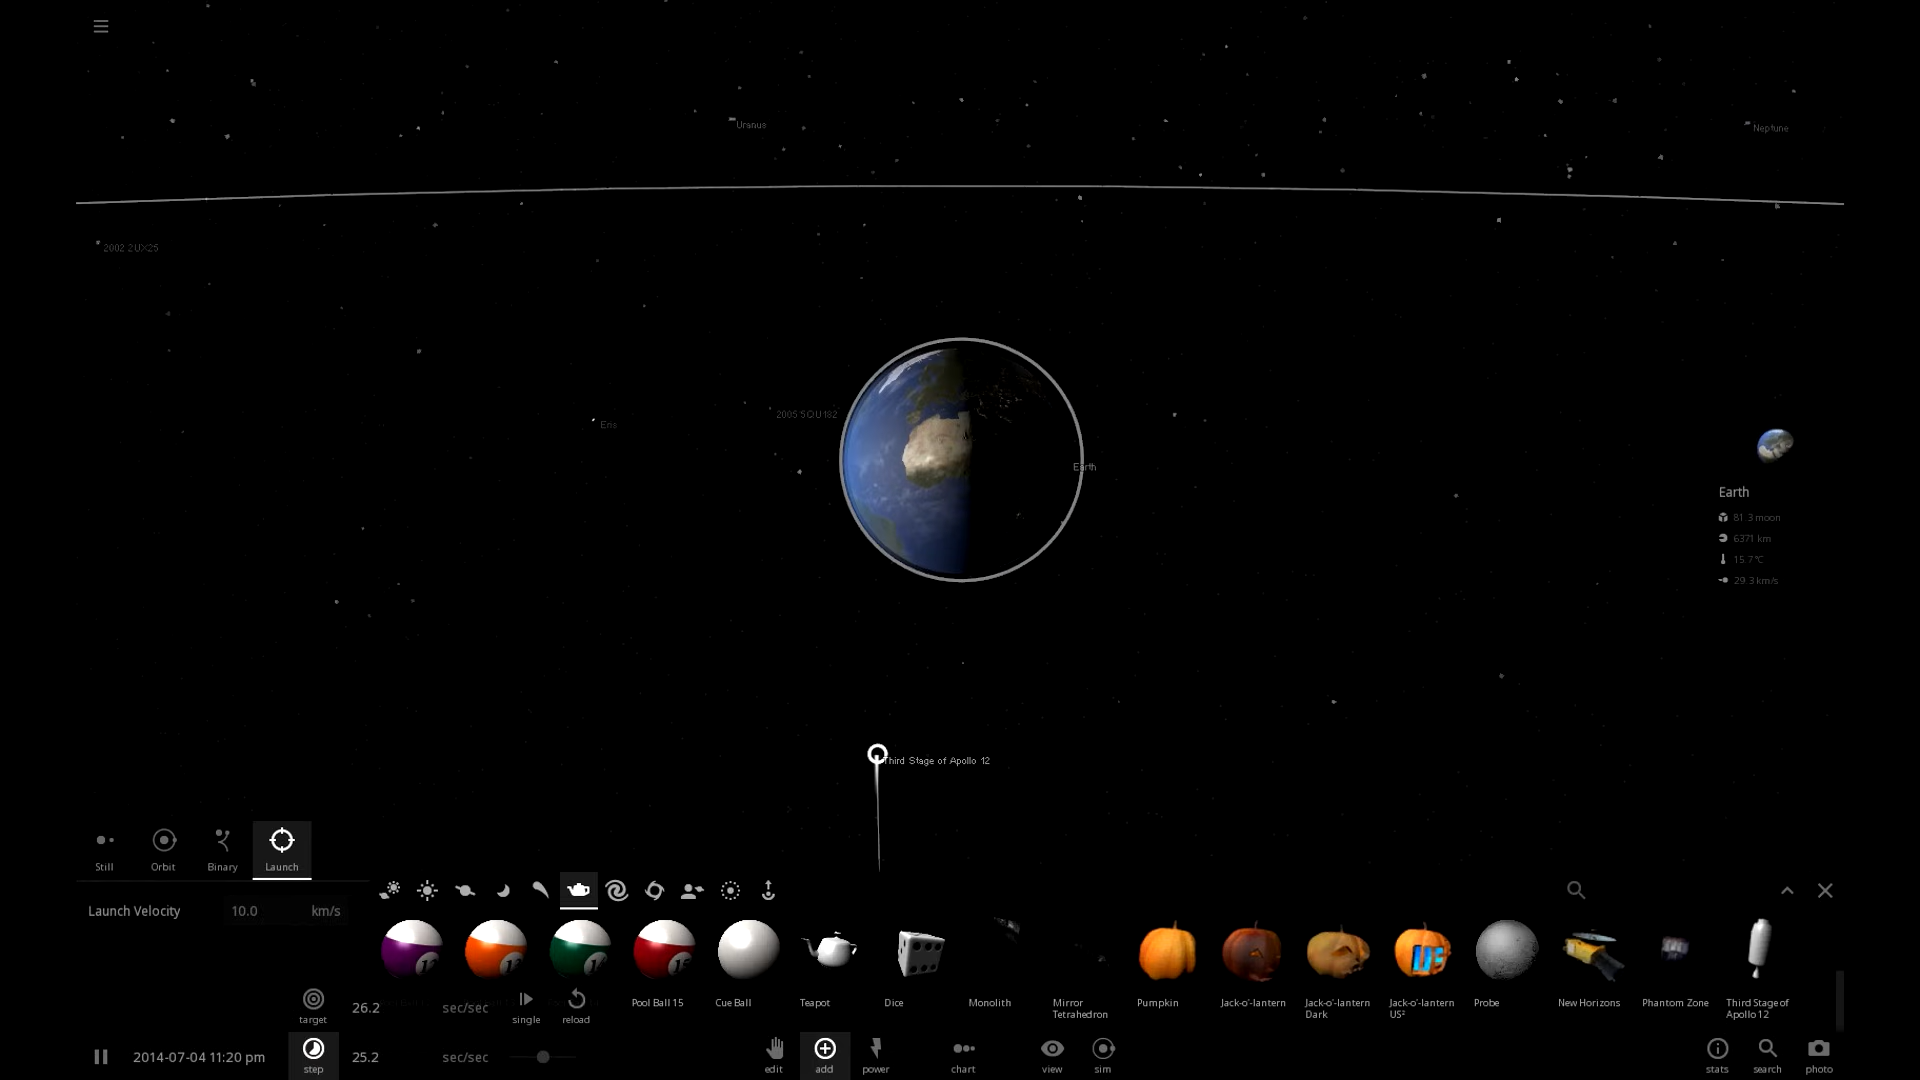 Uranus
Neptune
2002 2UX25
2005 SQU182
Eris
Earth
Earth
81.3 moon
6371 km
15.7°C
29.3 km/s
Third Stage of Apollo 12
Still
Orbit
Binary
Launch
Launch Velocity 10.0 km/s
Pool Ball 15
Cue Ball
Teapot
Dice
Monolith
Mirror
Tetrahedron
Pumpkin
Jack-o'-lantern
Jack-o'-lantern
Dark
Jack-o'-lantern
US²
Probe
New Horizons
Phantom Zone
Third Stage of
Apollo 12
target
26.2 sec/sec
single
reload
2014-07-04 11:20 pm
step
25.2 sec/sec
edit
add
power
chart
view
sim
stats
search
photo